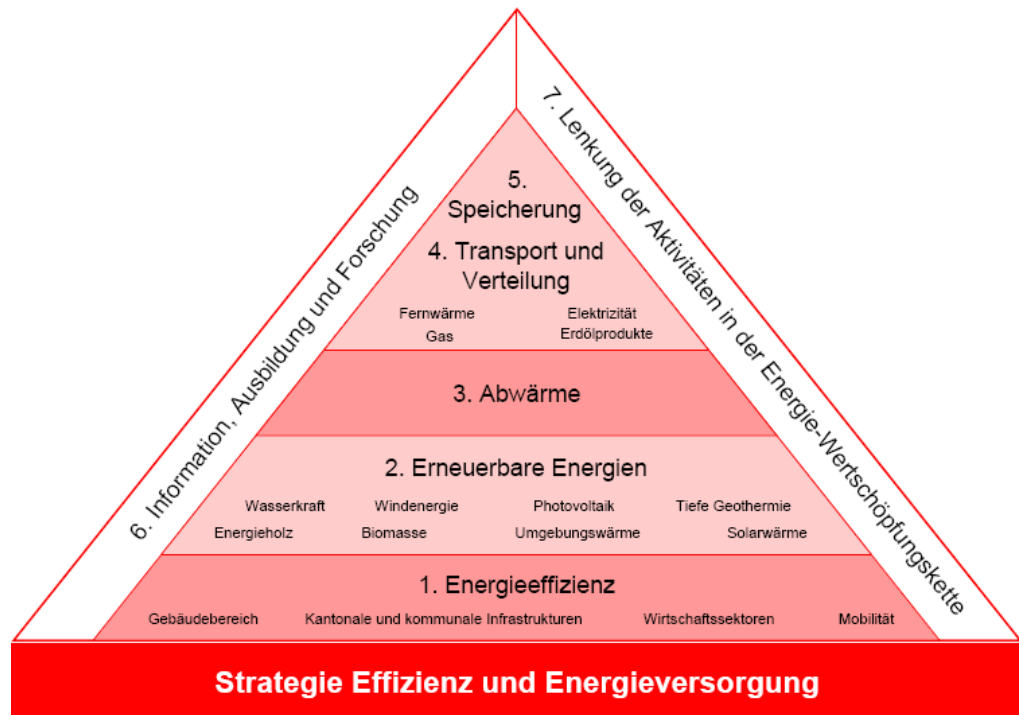 7. Lenkung der Aktivitäten in der Energie-Wertschöpfungskette
6. Information, Ausbildung und Forschung
5.
Speicherung
4. Transport und
Verteilung
Fernwärme Elektrizität
Gas Erdölprodukte
3. Abwärme
2. Erneuerbare Energien
Wasserkraft Windenergie Photovoltaik Tiefe Geothermie
Energieholz Biomasse Umgebungswärme Solarwärme
1. Energieeffizienz
Gebäudebereich Kantonale und kommunale Infrastrukturen Wirtschaftssektoren Mobilität
Strategie Effizienz und Energieversorgung